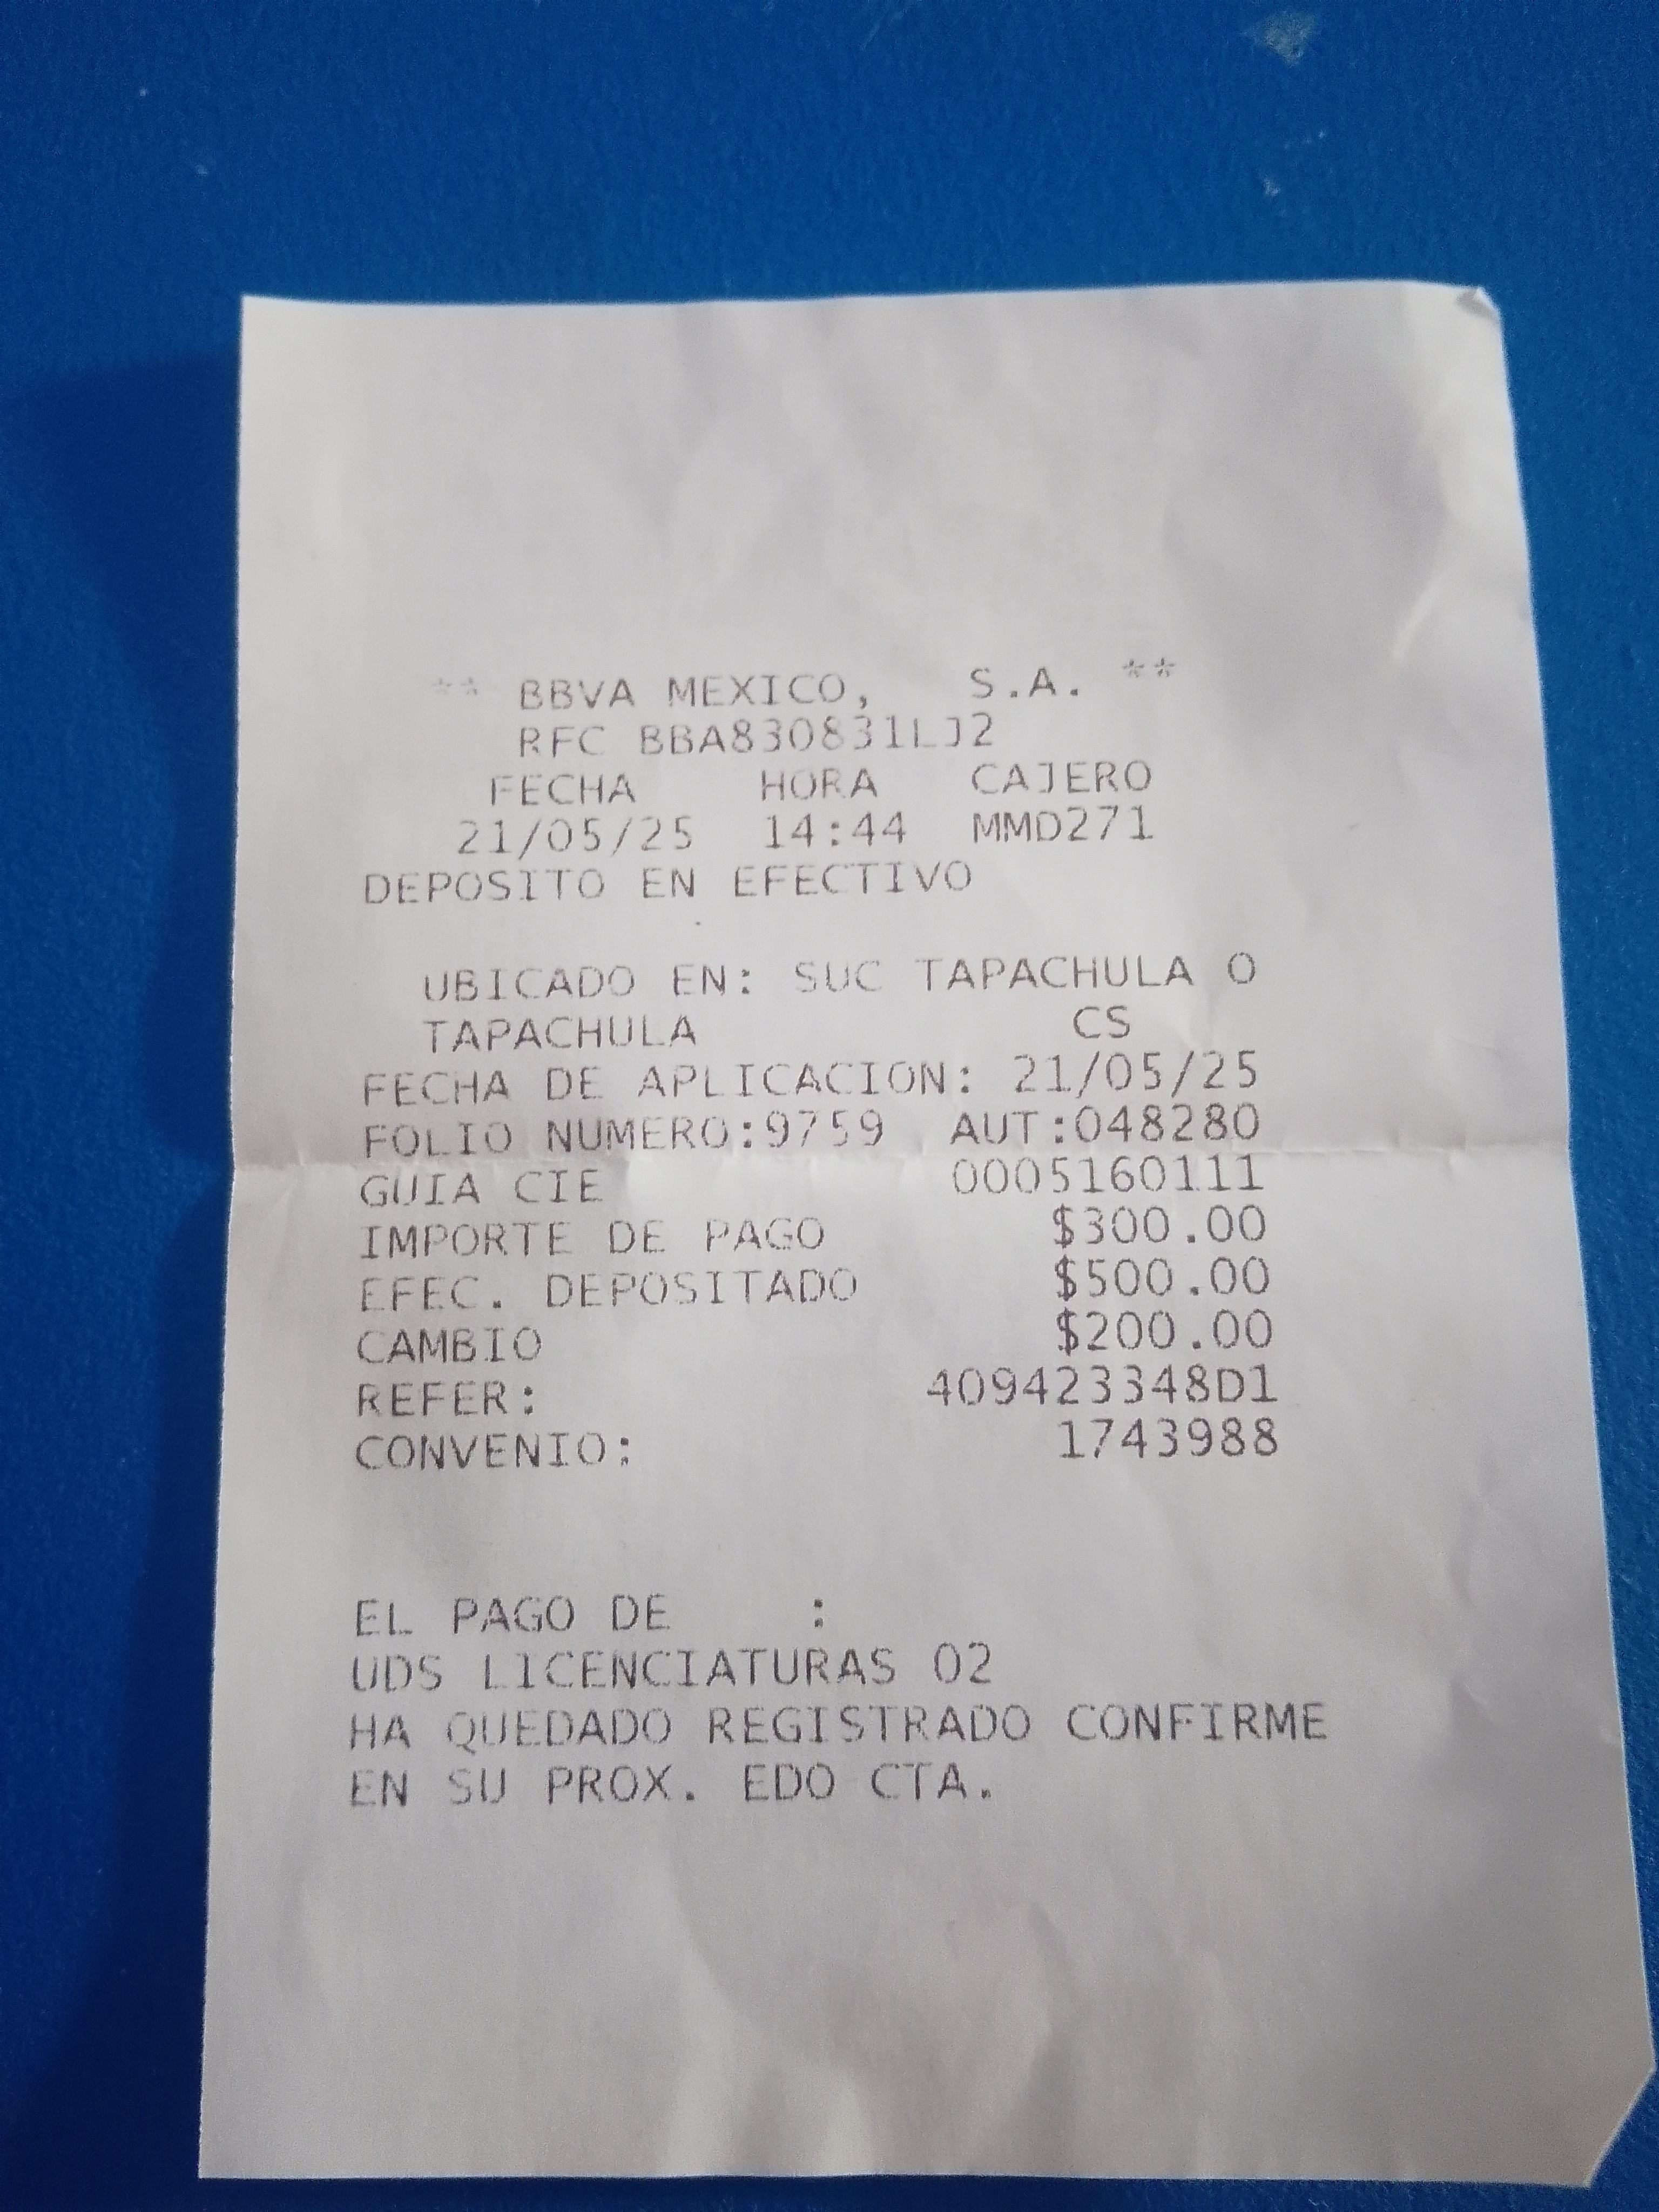 ** BBVA MEXICO, S.A. **
RFC BBA830831LJ2
FECHA HORA CAJERO
21/05/25 14:44 MMD271
DEPOSITO EN EFECTIVO
UBICADO EN: SUC TAPACHULA O
TAPACHULA CS
FECHA DE APLICACION: 21/05/25
FOLIO NUMERO:9759 AUT:048280
GUIA CIE 0005160111
IMPORTE DE PAGO $300.00
EFEC. DEPOSITADO $500.00
CAMBIO $200.00
REFER: 409423348D1
CONVENIO: 1743988
EL PAGO DE :
UDS LICENCIATURAS 02
HA QUEDADO REGISTRADO CONFIRME
EN SU PROX. EDO CTA.